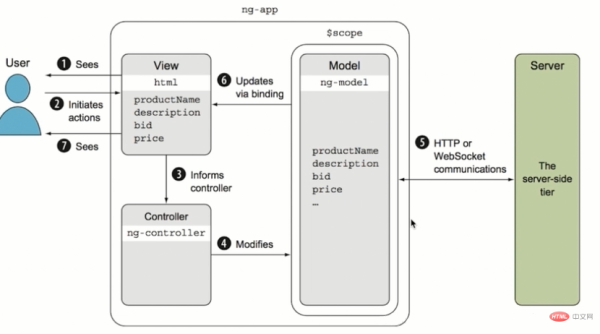 ng-app
$scope
User
1 Sees
2 Initiates
actions
7 Sees
View
html
productName
description
bid
price
6 Updates
via binding
3 Informs
controller
Controller
ng-controller
4 Modifies
Model
ng-model
productName
description
bid
price
…
5 HTTP or
WebSocket
communications
Server
The
server-side
tier
HTML 中文网